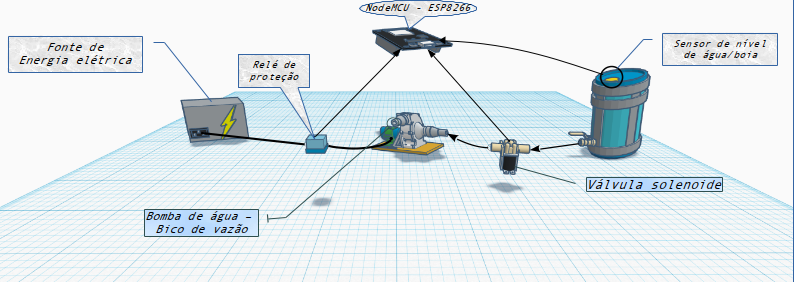 NodeMCU - ESP8266
Fonte de
Energia elétrica
Relé de
proteção
Sensor de nível
de água/boia
Válvula solenoide
Bomba de água -
Bico de vazão